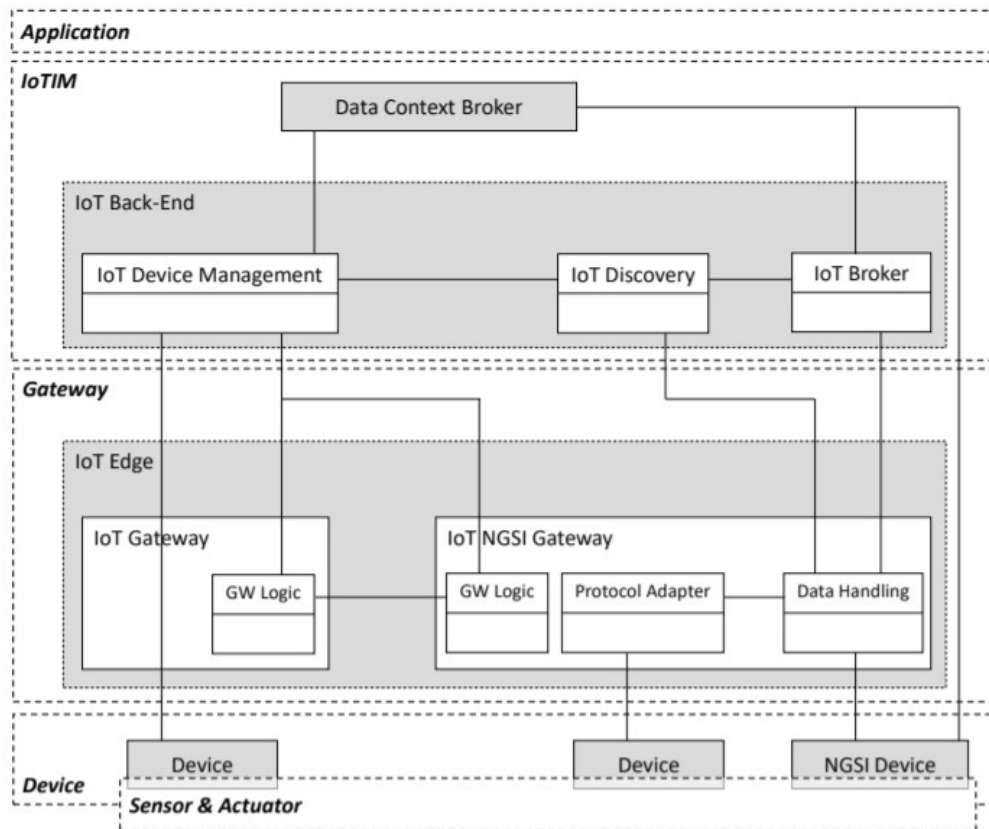 Application
IoTIM
Data Context Broker
IoT Back-End
IoT Device Management
IoT Discovery
IoT Broker
Gateway
IoT Edge
IoT Gateway
IoT NGSI Gateway
GW Logic
GW Logic
Protocol Adapter
Data Handling
Device
Device
NGSI Device
Device
Sensor & Actuator